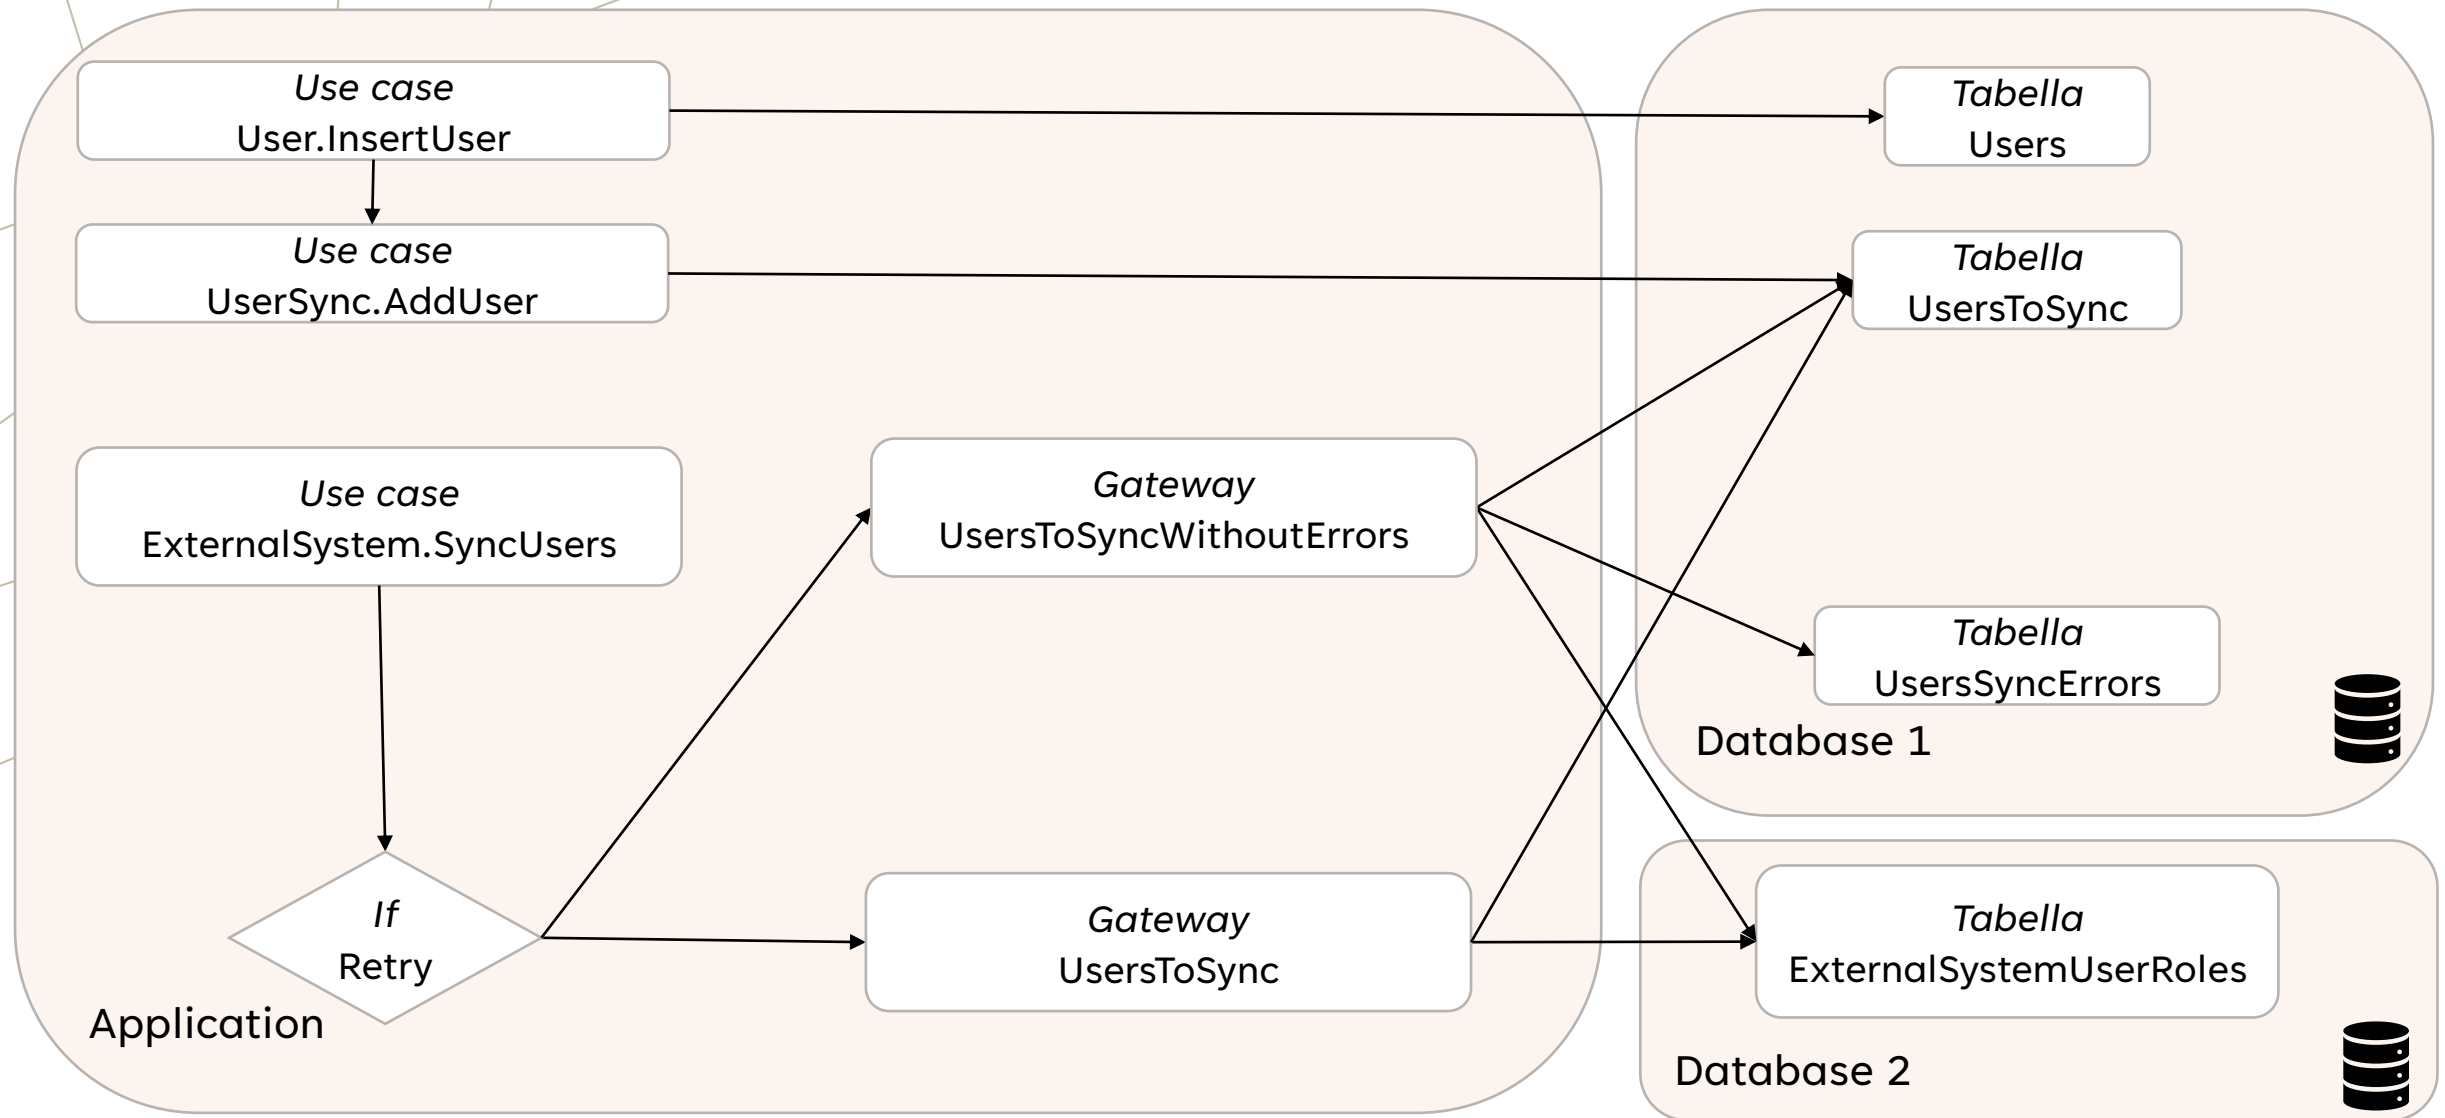 Use case
User.InsertUser
Use case
UserSync.AddUser
Use case
ExternalSystem.SyncUsers
If
Retry
Gateway
UsersToSyncWithoutErrors
Gateway
UsersToSync
Application
Tabella
Users
Tabella
UsersToSync
Tabella
UsersSyncErrors
Database 1
Tabella
ExternalSystemUserRoles
Database 2